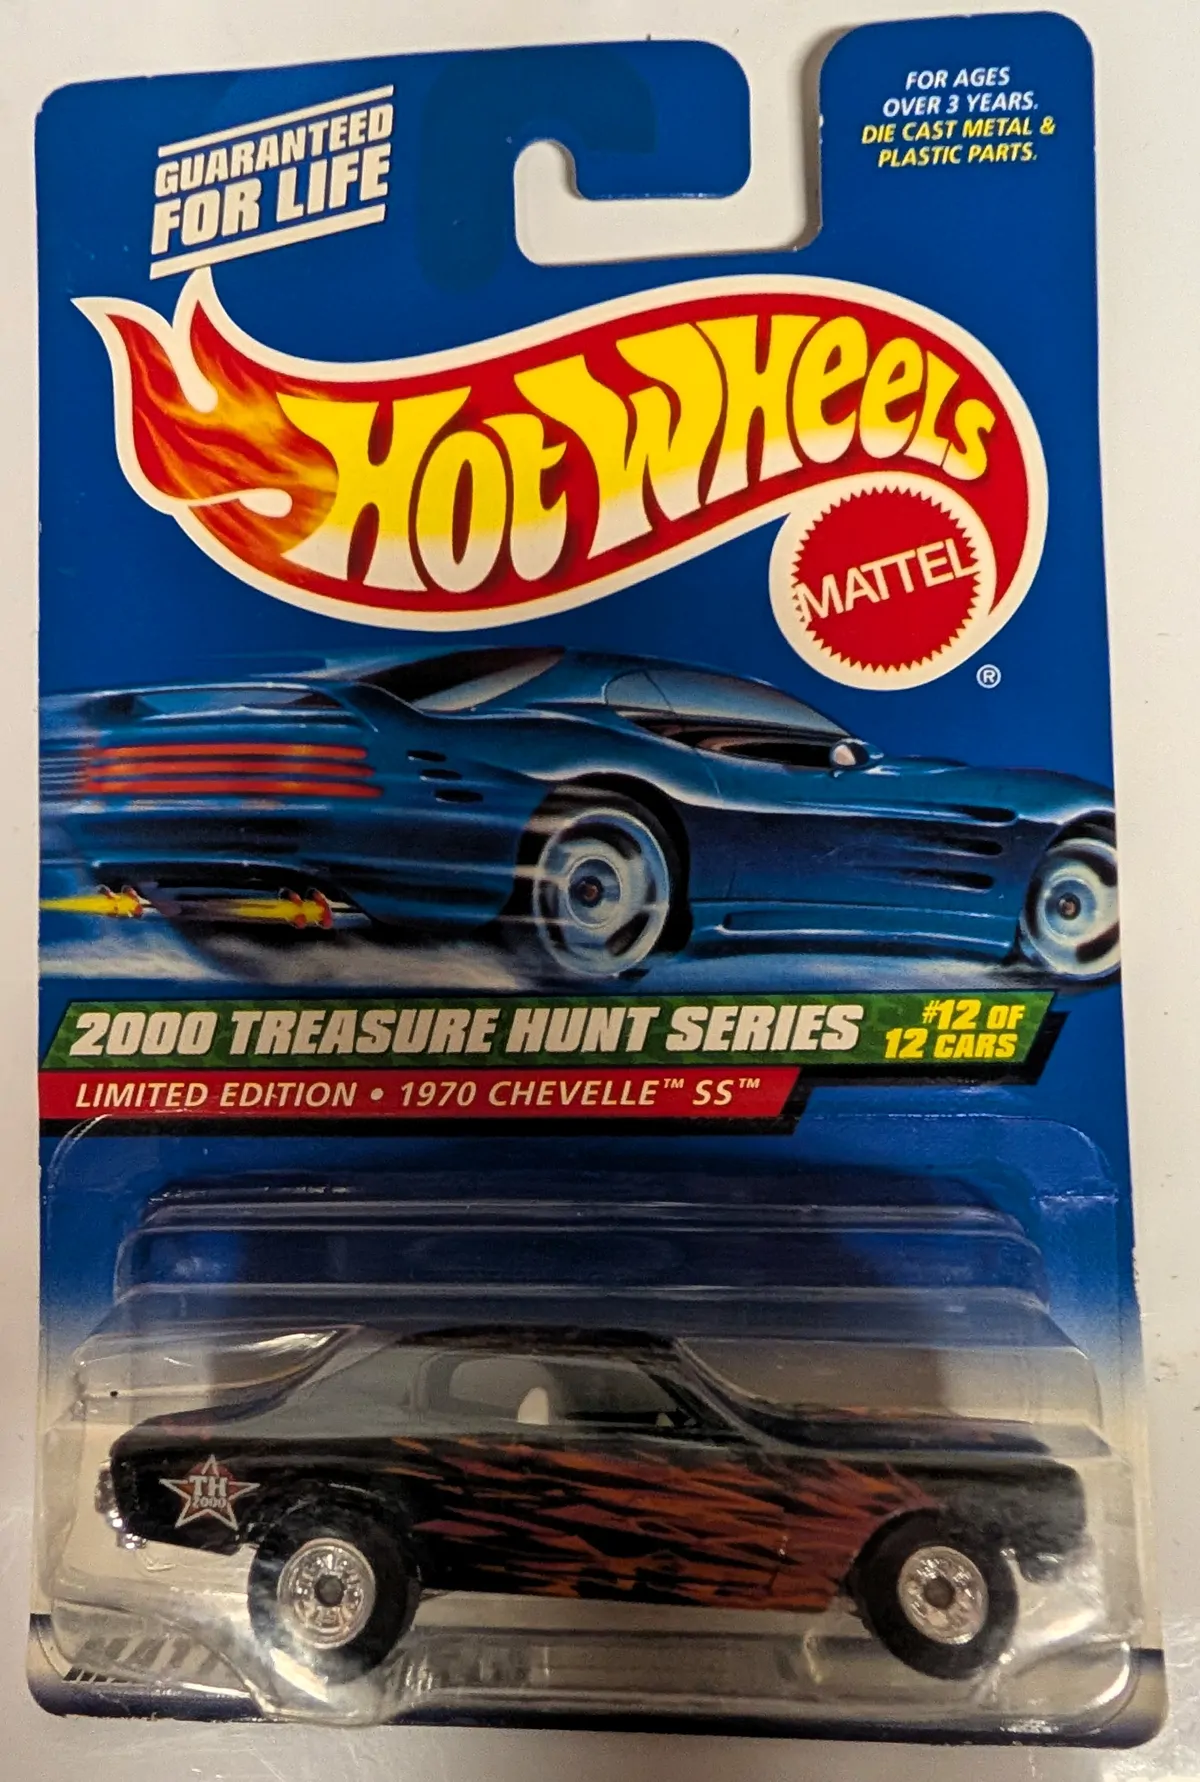 GUARANTEED
FOR LIFE
FOR AGES
OVER 3 YEARS.
DIE CAST METAL &
PLASTIC PARTS.
HOT WHEELS
MATTEL
®
2000 TREASURE HUNT SERIES
#12 OF
12 CARS
LIMITED EDITION • 1970 CHEVELLE™ SS™
TH
2000